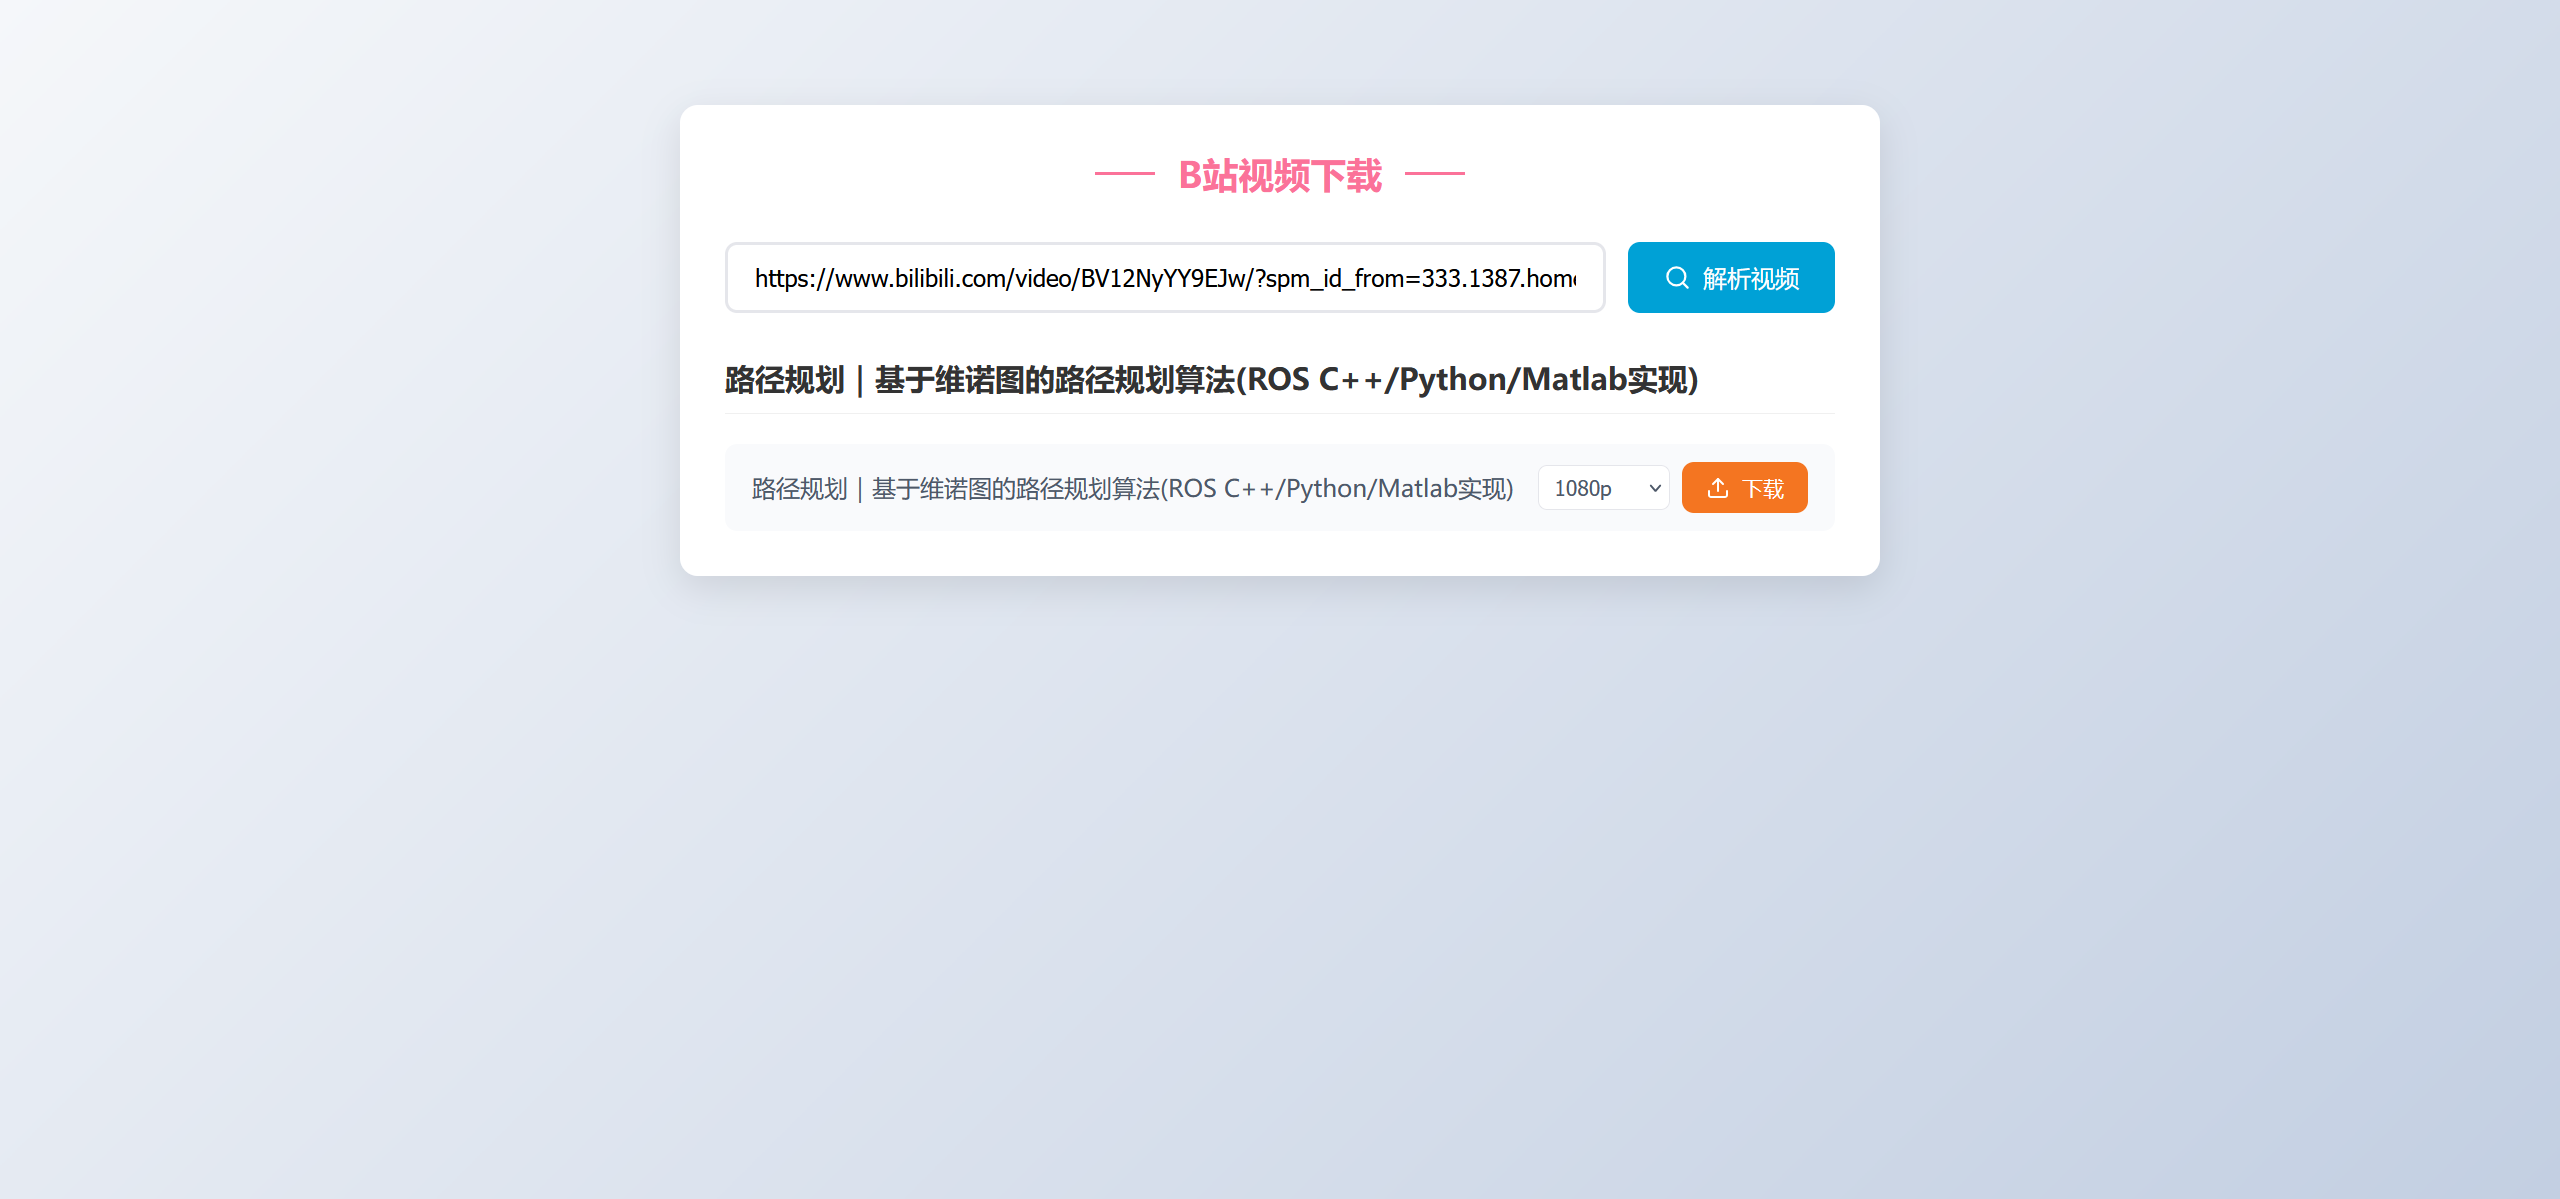 B站视频下载
https://www.bilibili.com/video/BV12NyYY9EJw/?spm_id_from=333.1387.home
解析视频
路径规划 | 基于维诺图的路径规划算法(ROS C++/Python/Matlab实现)
路径规划 | 基于维诺图的路径规划算法(ROS C++/Python/Matlab实现)
1080p
下载